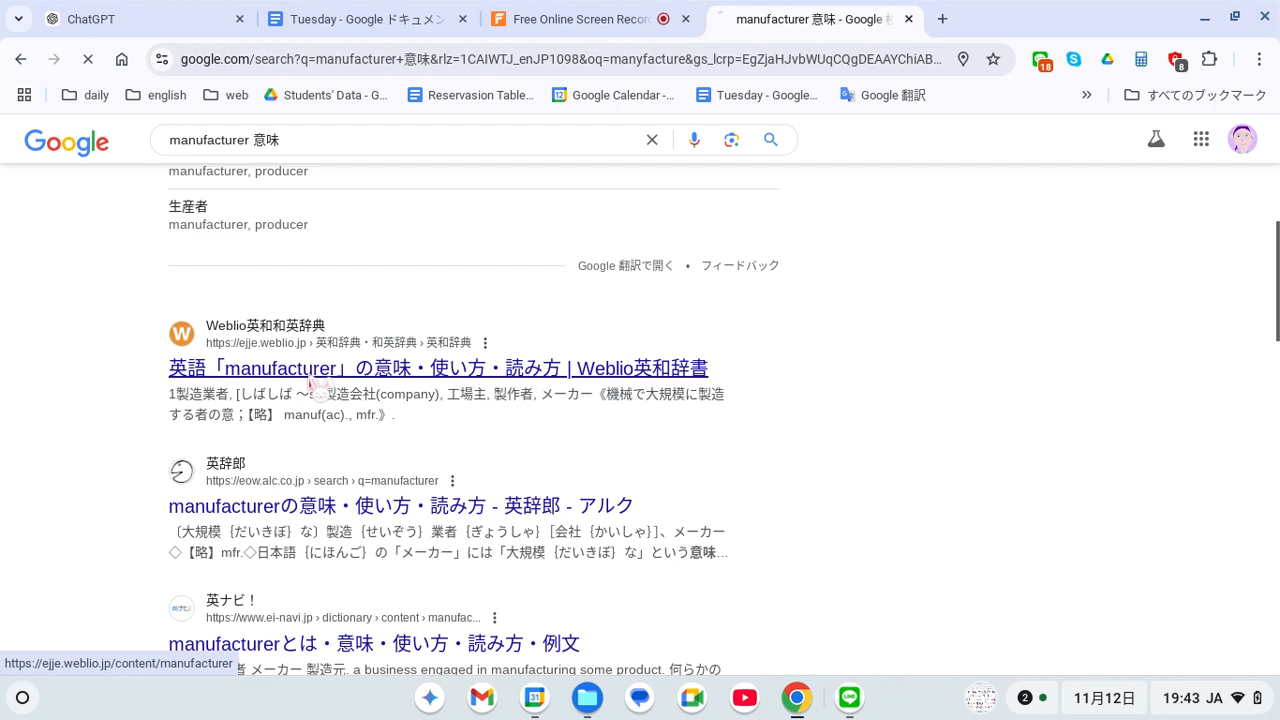 ChatGPT
Tuesday - Google ドキュメン
Free Online Screen Recor
manufacturer 意味 - Google 検
google.com/search?q=manufacturer+意味&rlz=1CAIWTJ_enJP1098&oq=manyfacture&gs_lcrp=EgZjaHJvbWUqCQgDEAAYChiAB...
18
8
daily
english
web
Students' Data - G...
Reservation Table...
Google Calendar -...
Tuesday - Google...
Google 翻訳
すべてのブックマーク
Google
manufacturer 意味
manufacturer, producer
生産者
manufacturer, producer
Google 翻訳で開く • フィードバック
Weblio英和和英辞典
https://ejje.weblio.jp › 英和辞典・和英辞典 › 英和辞典
英語「manufacturer」の意味・使い方・読み方 | Weblio英和辞書
1製造業者, [しばしば 〜s] 製造会社(company), 工場主, 製作者, メーカー《機械で大規模に製造
する者の意；【略】 manuf(ac)., mfr.》.
英辞郎
https://eow.alc.co.jp › search › q=manufacturer
manufacturerの意味・使い方・読み方 - 英辞郎 - アルク
〔大規模｛だいきぼ｝な〕製造｛せいぞう｝業者｛ぎょうしゃ｝［会社｛かいしゃ｝］、メーカー
◇【略】mfr.◇日本語｛にほんご｝の「メーカー」には「大規模｛だいきぼ｝な」という意味...
英ナビ！
https://www.ei-navi.jp › dictionary › content › manufac...
manufacturerとは・意味・使い方・読み方・例文
者 メーカー 製造元. a business engaged in manufacturing some product. 何らかの
https://ejje.weblio.jp/content/manufacturer
31
2
11月12日
19:43 JA